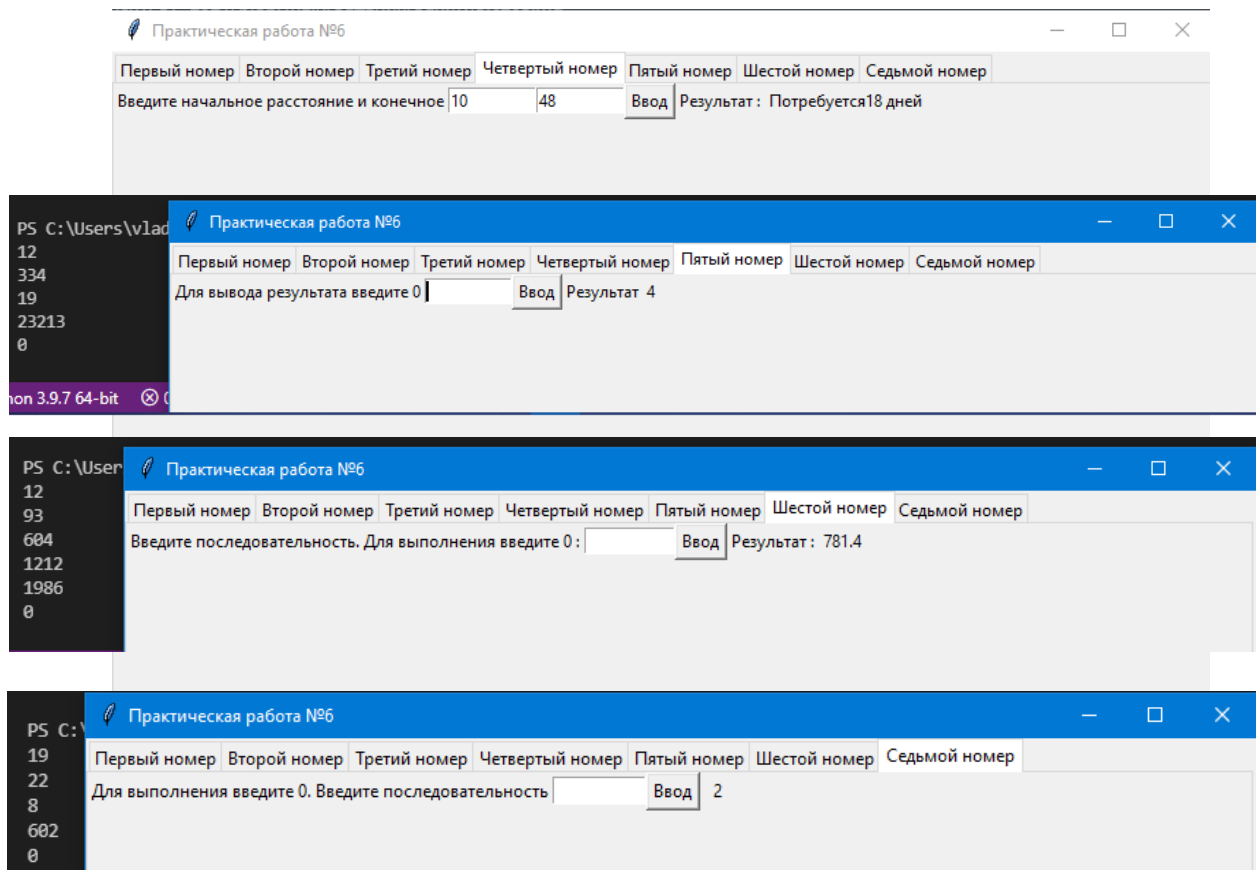 Практическая работа №6
Первый номер Второй номер Третий номер Четвертый номер Пятый номер Шестой номер Седьмой номер
Введите начальное расстояние и конечное 10 48 Ввод Результат : Потребуется18 дней
PS C:\Users\vlad
Практическая работа №6
12
Первый номер Второй номер Третий номер Четвертый номер Пятый номер Шестой номер Седьмой номер
334
19
Для вывода результата введите 0 Ввод Результат 4
23213
0
3.9.7 64-bit
PS C:\User
Практическая работа №6
12
93
Первый номер Второй номер Третий номер Четвертый номер Пятый номер Шестой номер Седьмой номер
604
Введите последовательность. Для выполнения введите 0 : Ввод Результат : 781.4
1212
1986
0
PS C:\
Практическая работа №6
19
Первый номер Второй номер Третий номер Четвертый номер Пятый номер Шестой номер Седьмой номер
22
8
Для выполнения введите 0. Введите последовательность Ввод 2
602
0